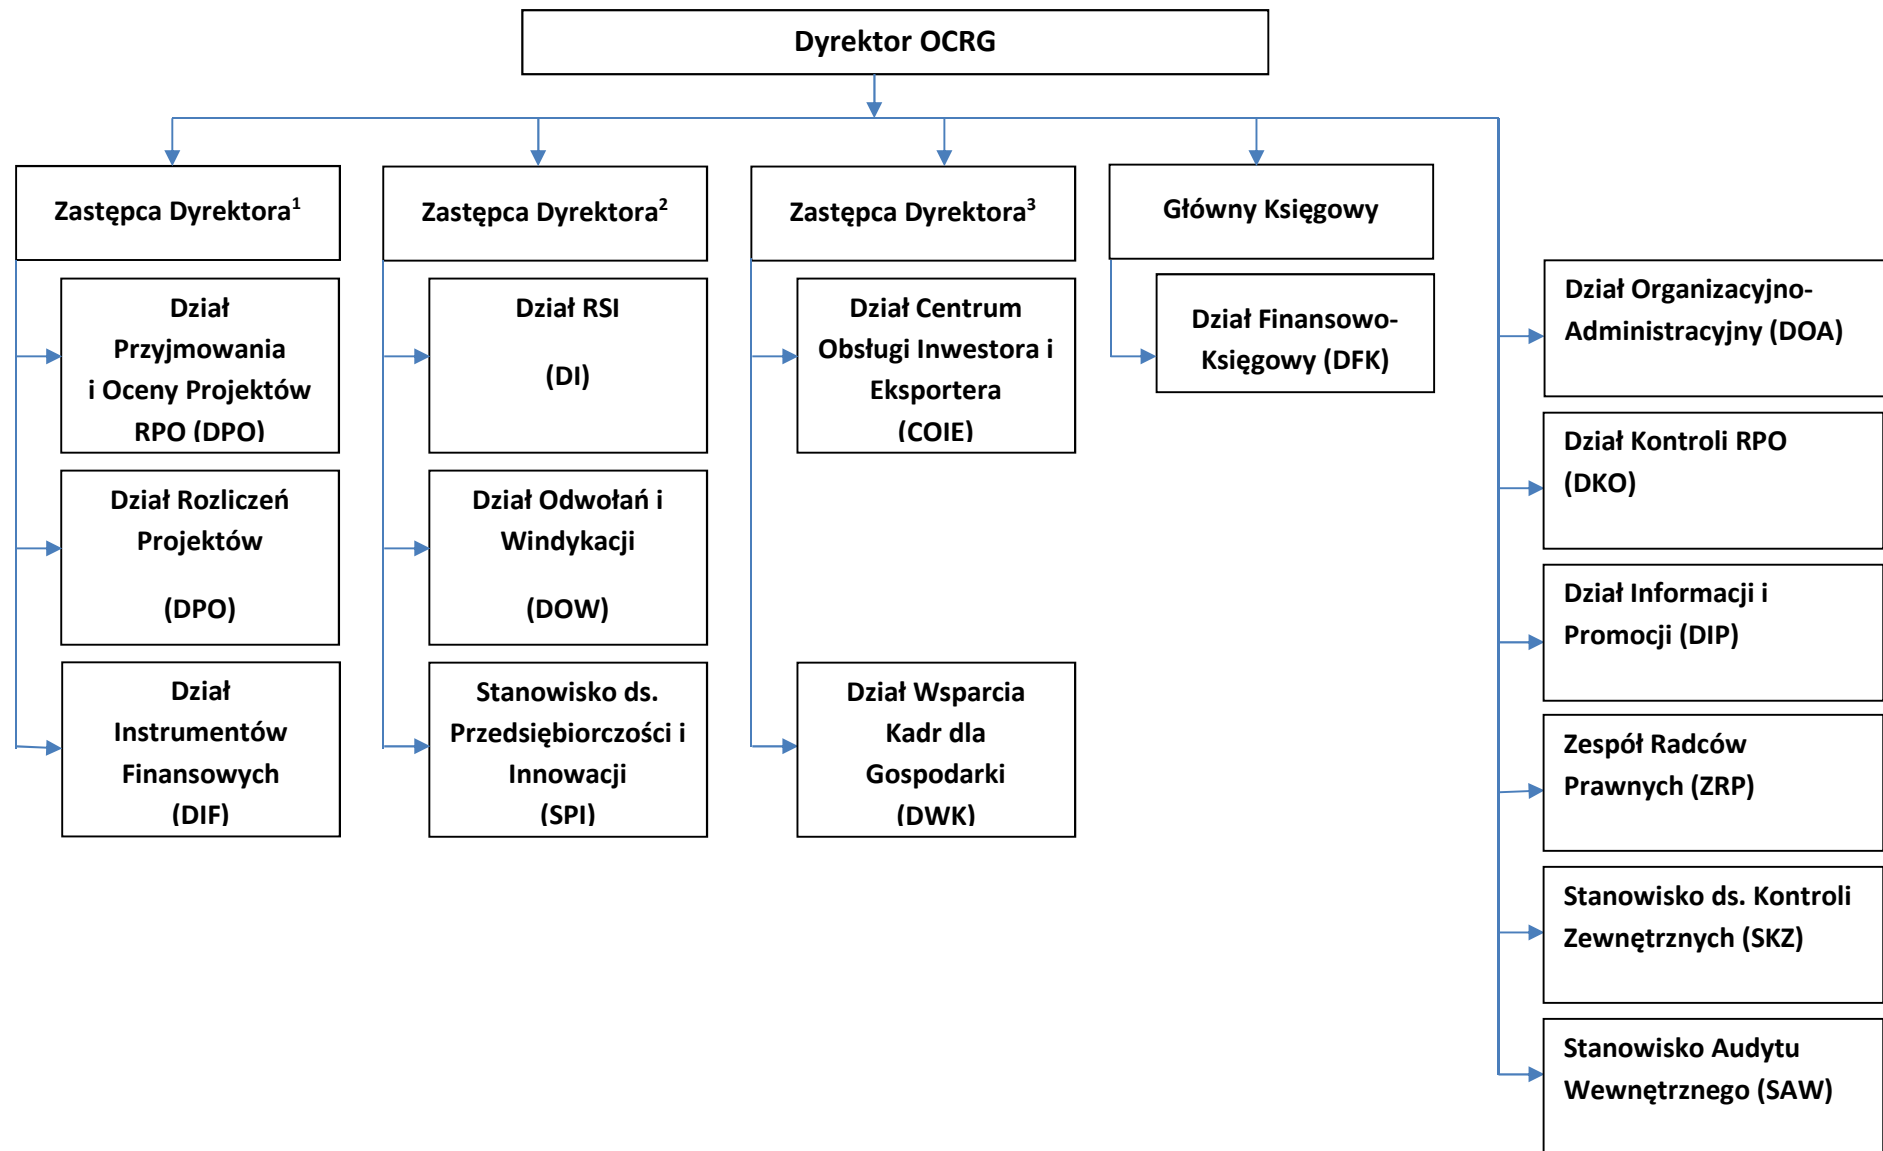 Dyrektor OCRG
Zastępca Dyrektora¹
Zastępca Dyrektora²
Zastępca Dyrektora³
Główny Księgowy
Dział
Przyjmowania
i Oceny Projektów
RPO (DPO)
Dział Rozliczeń
Projektów
(DPO)
Dział
Instrumentów
Finansowych
(DIF)
Dział RSI
(DI)
Dział Odwołań i
Windykacji
(DOW)
Stanowisko ds.
Przedsiębiorczości i
Innowacji
(SPI)
Dział Centrum
Obsługi Inwestora i
Eksportera
(COIE)
Dział Wsparcia
Kadr dla
Gospodarki
(DWK)
Dział Finansowo-
Księgowy (DFK)
Dział Organizacyjno-
Administracyjny (DOA)
Dział Kontroli RPO
(DKO)
Dział Informacji i
Promocji (DIP)
Zespół Radców
Prawnych (ZRP)
Stanowisko ds. Kontroli
Zewnętrznych (SKZ)
Stanowisko Audytu
Wewnętrznego (SAW)